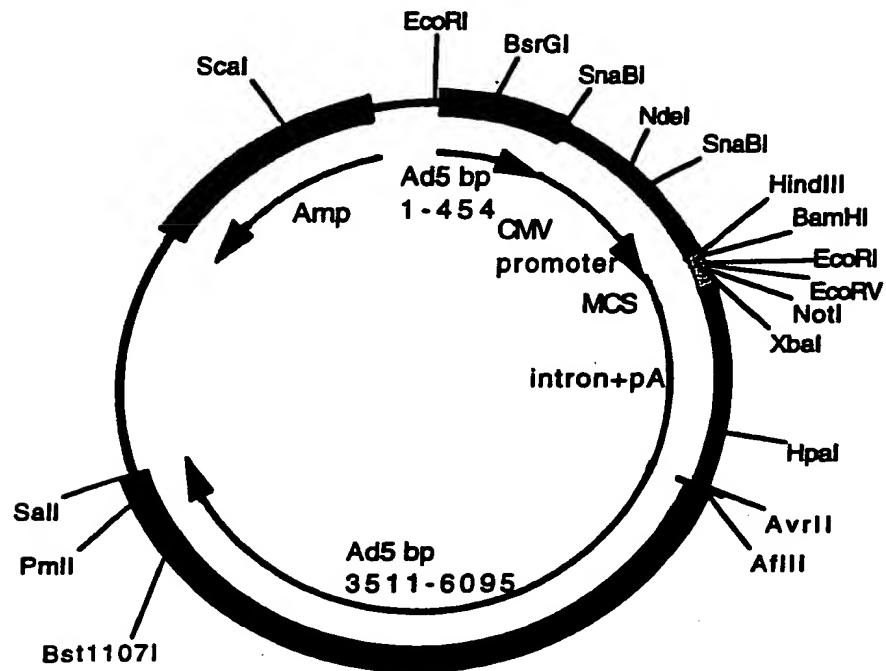 EcoRI
BsrGI
ScaI
SnaBI
NdeI
SnaBI
HindIII
BamHI
EcoRI
EcoRV
NotI
XbaI
Amp
Ad5 bp
1-454
CMV
promoter
MCS
intron+pA
HpaI
AvrII
AflII
SalI
PmlI
Bst1107I
Ad5 bp
3511-6095